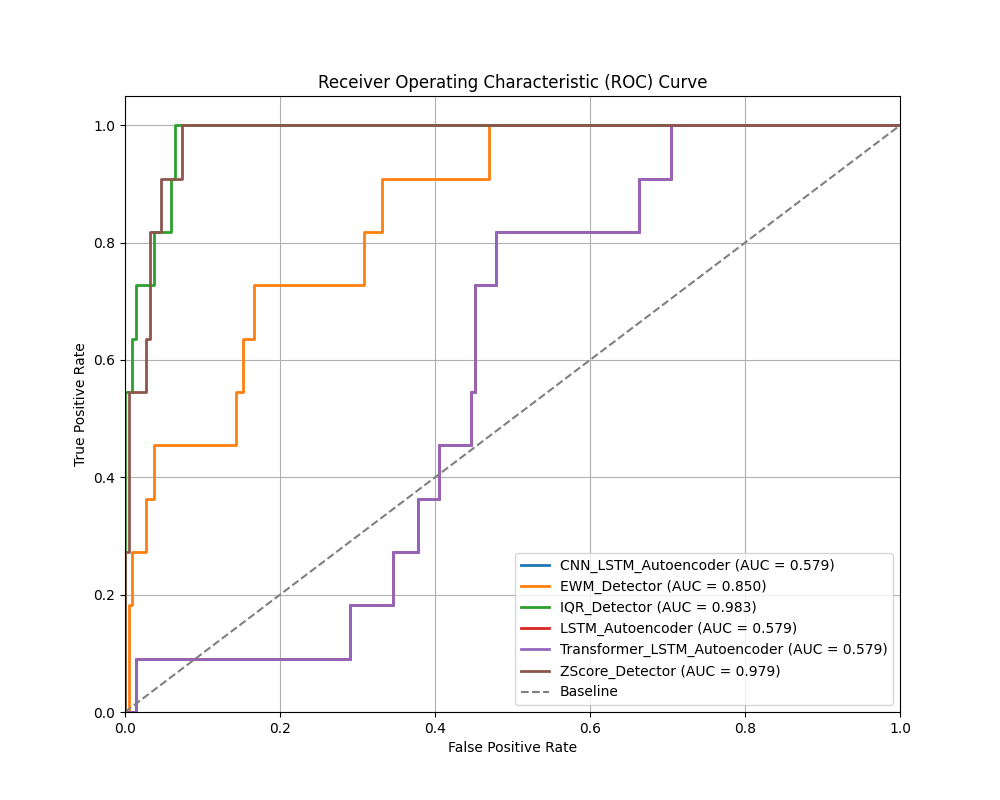 Receiver Operating Characteristic (ROC) Curve
True Positive Rate
1.0
0.8
0.6
0.4
0.2
0.0
CNN_LSTM_Autoencoder (AUC = 0.579)
EWM_Detector (AUC = 0.850)
IQR_Detector (AUC = 0.983)
LSTM_Autoencoder (AUC = 0.579)
Transformer_LSTM_Autoencoder (AUC = 0.579)
ZScore_Detector (AUC = 0.979)
Baseline
0.0 0.2 0.4 0.6 0.8 1.0
False Positive Rate